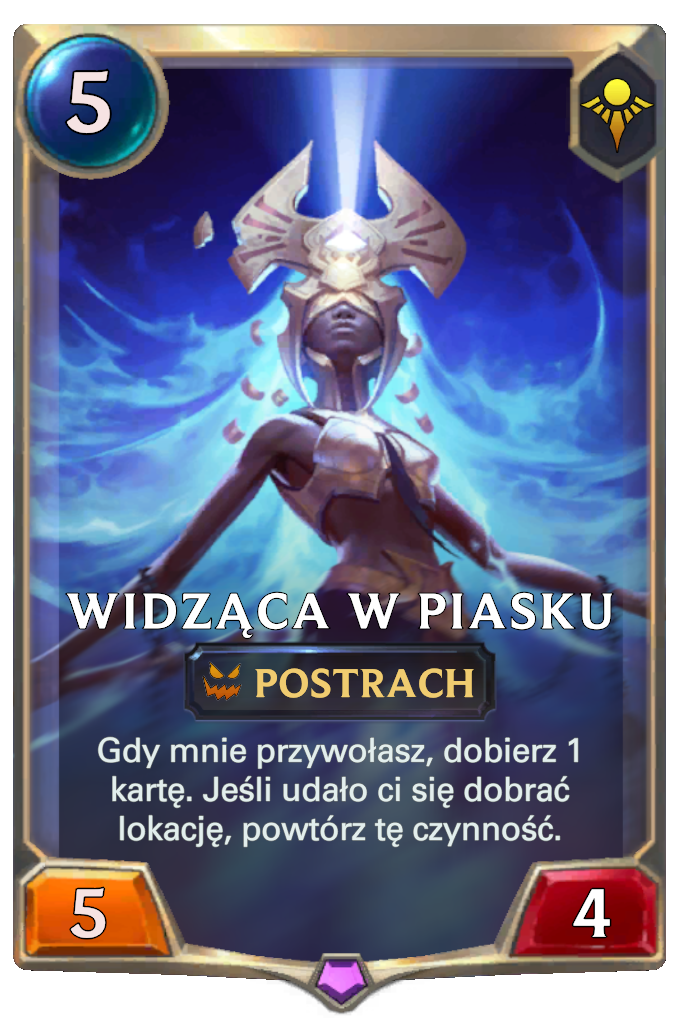 5
WIDZĄCA W PIASKU
POSTRACH
Gdy mnie przywołasz, dobierz 1
kartę. Jeśli udało ci się dobrać
lokację, powtórz tę czynność.
5
4